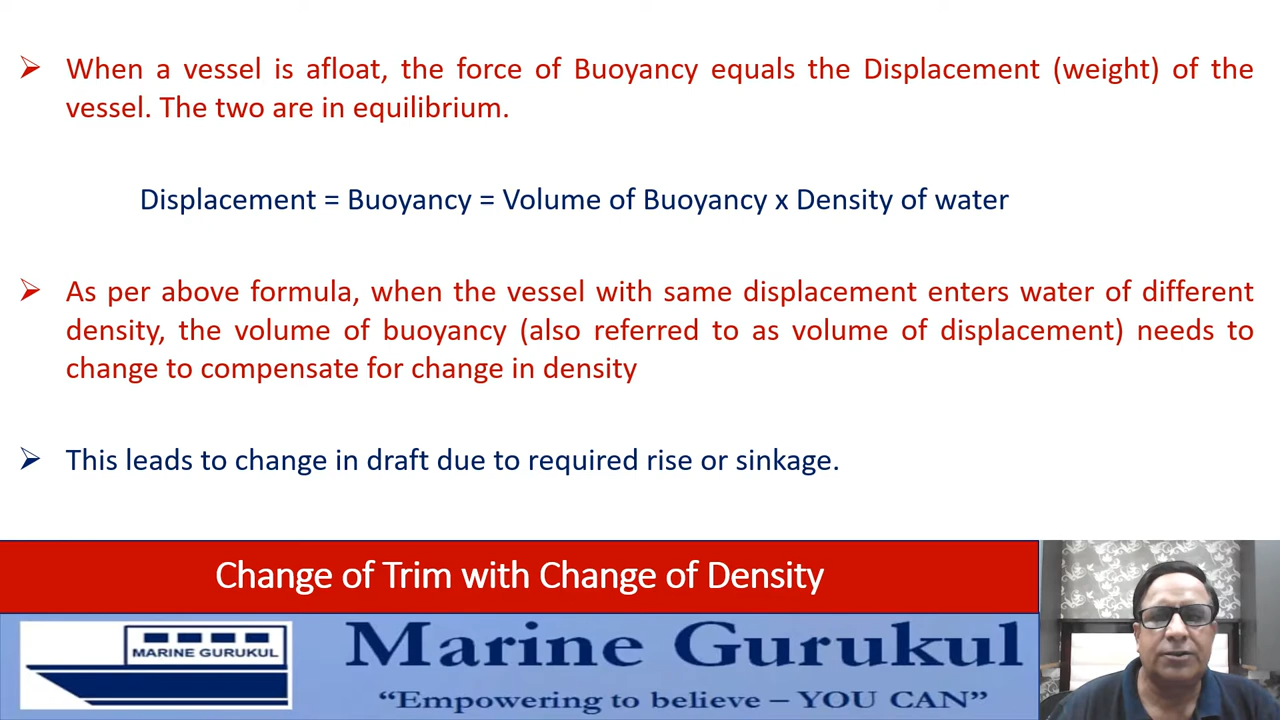 When a vessel is afloat, the force of Buoyancy equals the Displacement (weight) of the
vessel. The two are in equilibrium.
Displacement = Buoyancy = Volume of Buoyancy x Density of water
As per above formula, when the vessel with same displacement enters water of different
density, the volume of buoyancy (also referred to as volume of displacement) needs to
change to compensate for change in density
This leads to change in draft due to required rise or sinkage.
Change of Trim with Change of Density
MARINE GURUKUL
Marine Gurukul
“Empowering to believe – YOU CAN”